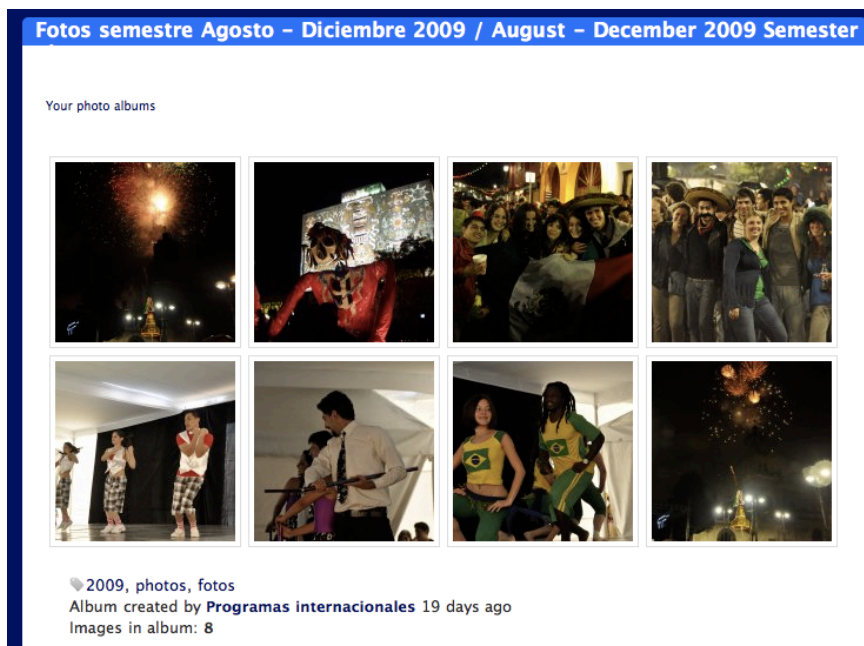 Fotos semestre Agosto - Diciembre 2009 / August - December 2009 Semester
Your photo albums
2009, photos, fotos
Album created by Programas internacionales 19 days ago
Images in album: 8